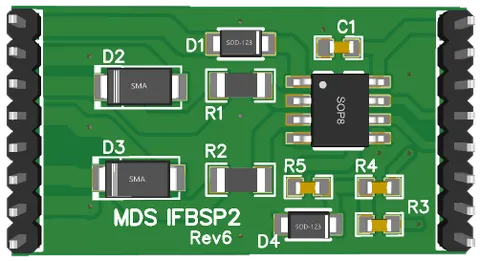 C1
D1
SOD-123
D2
SMA
R1
SOP8
D3
SMA
R2
R5
R4
R3
MDS IFBSP2
Rev6
D4
SOD-123